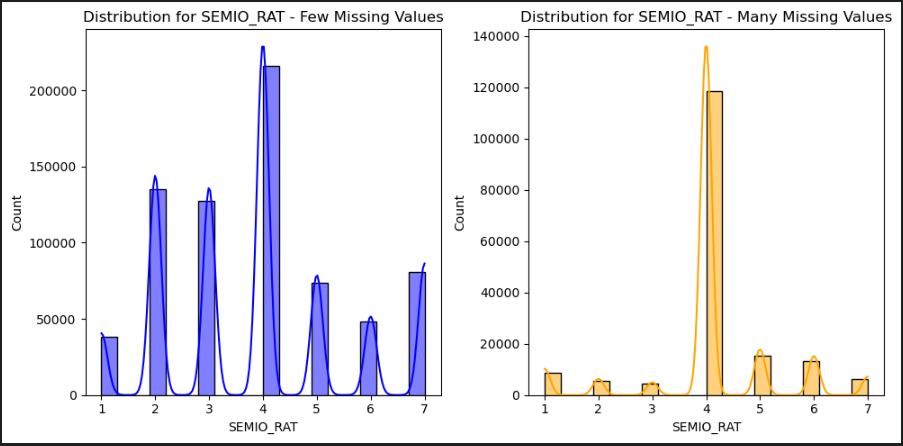 Distribution for SEMIO_RAT - Few Missing Values
200000
150000
100000
50000
0
Count
1 2 3 4 5 6 7
SEMIO_RAT
Distribution for SEMIO_RAT - Many Missing Values
140000
120000
100000
80000
60000
40000
20000
0
Count
1 2 3 4 5 6 7
SEMIO_RAT